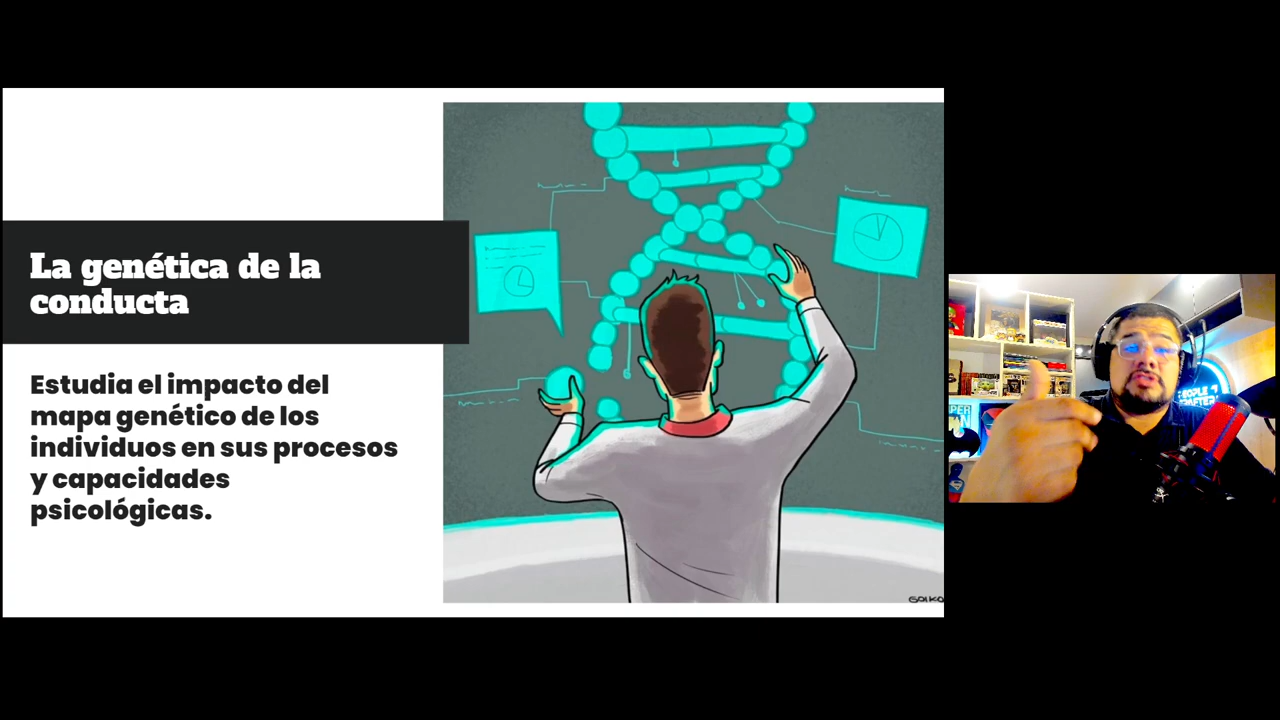 La genética de la
conducta
Estudia el impacto del
mapa genético de los
individuos en sus procesos
y capacidades
psicológicas.